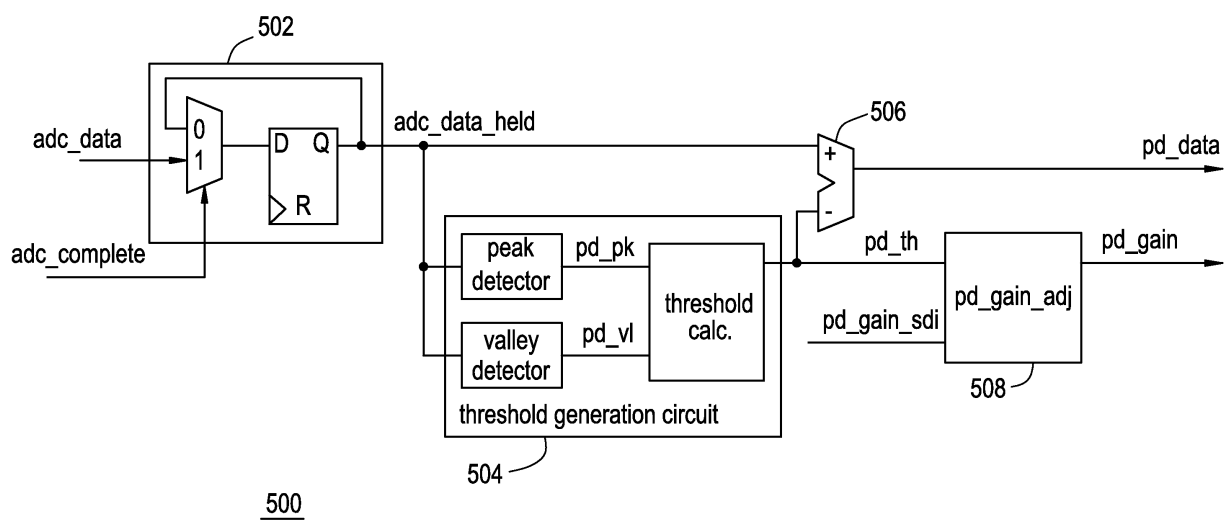 502
adc_data
0
1
D Q
R
adc_complete
adc_data_held
506
+
-
pd_data
peak
detector
pd_pk
valley
detector
pd_vl
threshold
calc.
threshold generation circuit
504
pd_th
pd_gain_sdi
pd_gain_adj
pd_gain
508
500